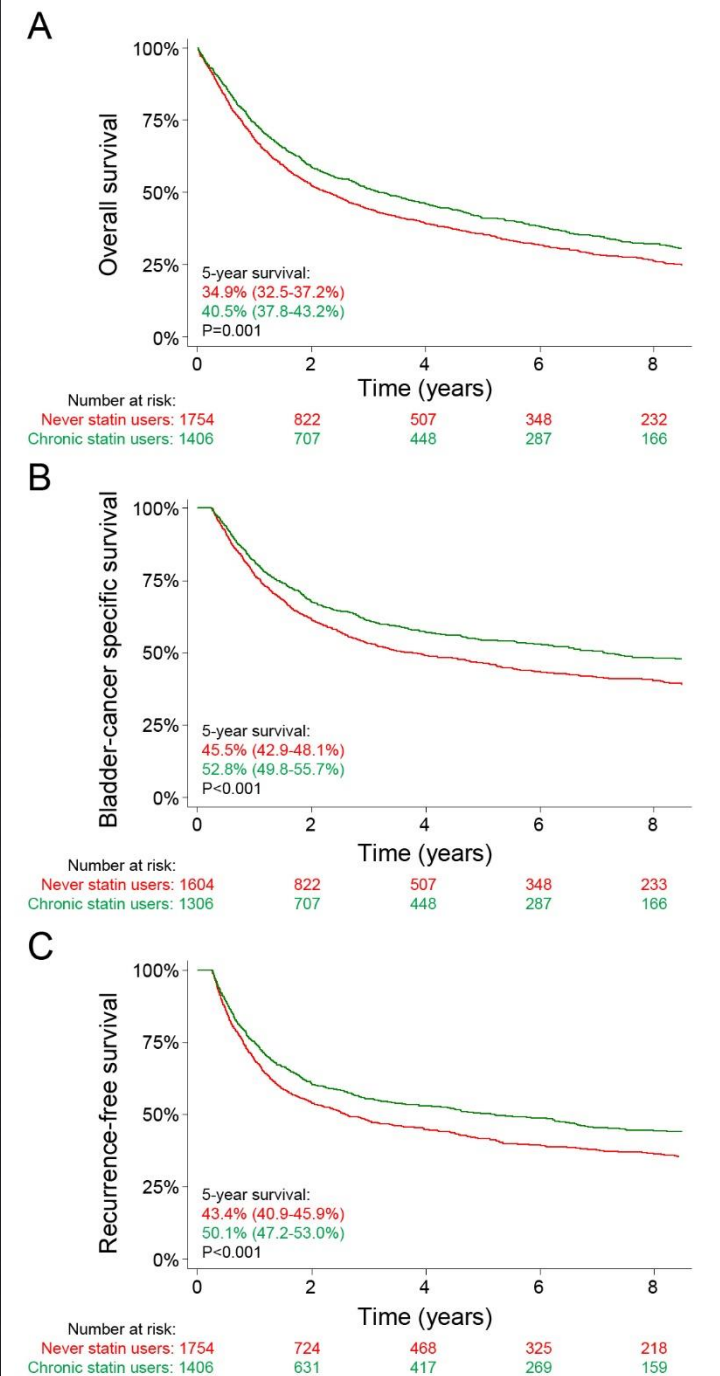 A
Overall survival
100%
75%
50%
25%
0%
5-year survival:
34.9% (32.5-37.2%)
40.5% (37.8-43.2%)
P=0.001
0 2 4 6 8
Time (years)
Number at risk:
Never statin users: 1754 822 507 348 232
Chronic statin users: 1406 707 448 287 166
B
Bladder-cancer specific survival
100%
75%
50%
25%
0%
5-year survival:
45.5% (42.9-48.1%)
52.8% (49.8-55.7%)
P<0.001
0 2 4 6 8
Time (years)
Number at risk:
Never statin users: 1604 822 507 348 233
Chronic statin users: 1306 707 448 287 166
C
Recurrence-free survival
100%
75%
50%
25%
0%
5-year survival:
43.4% (40.9-45.9%)
50.1% (47.2-53.0%)
P<0.001
0 2 4 6 8
Time (years)
Number at risk:
Never statin users: 1754 724 468 325 218
Chronic statin users: 1406 631 417 269 159